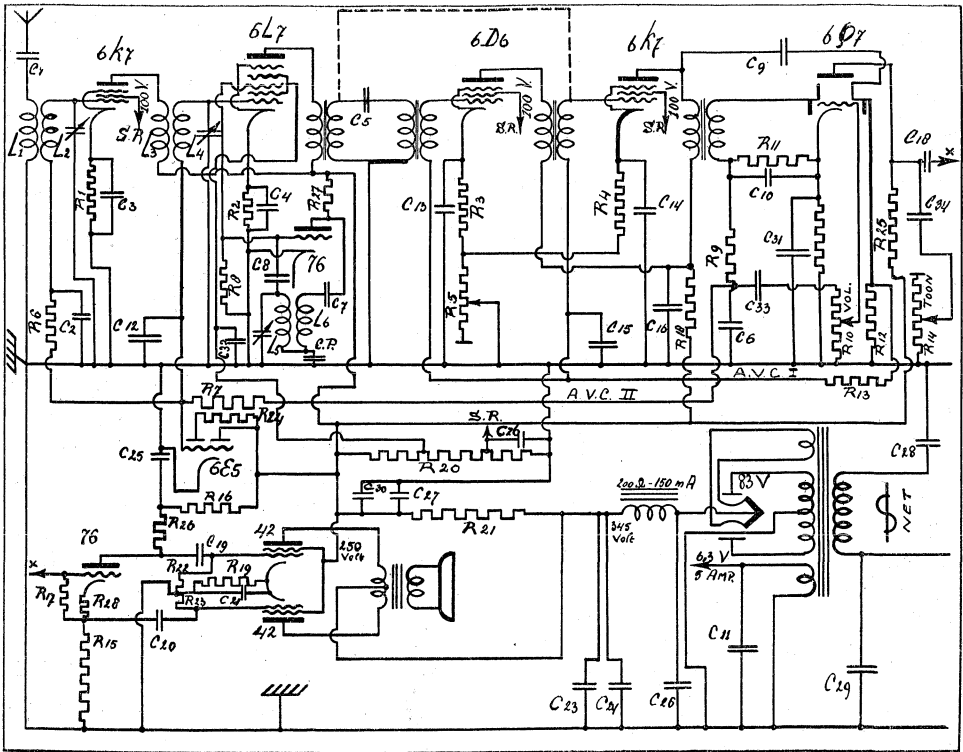 6K7
6L7
6D6
6K7
6Q7
C1
C9
100 V.
S.R.
C5
100 V.
S.R.
100 V.
S.R.
R11
C10
C18
x
L1
L2
L3
L4
R1
C3
R2
C4
R27
C13
R3
R4
C14
R9
C31
R25
C34
C8
76
C7
R8
L5
L6
C.P.
R5
C16
R18
C33
VOL.
R10
R12
TOON
R14
R6
C2
C12
C32
C15
C6
A.V.C. I
R13
R7
R24
A.V.C. II
S.R.
C26
C25
6E5
R20
C28
R16
C30
C27
200Ω-150 mA
83 V
NET
R26
R21
345 Volt
76
C19
42
250 Volt
6,3 V
5 AMP.
x
R17
R22
R19
R28
R23
C21
R15
C20
42
C11
C23
C24
C26
C29